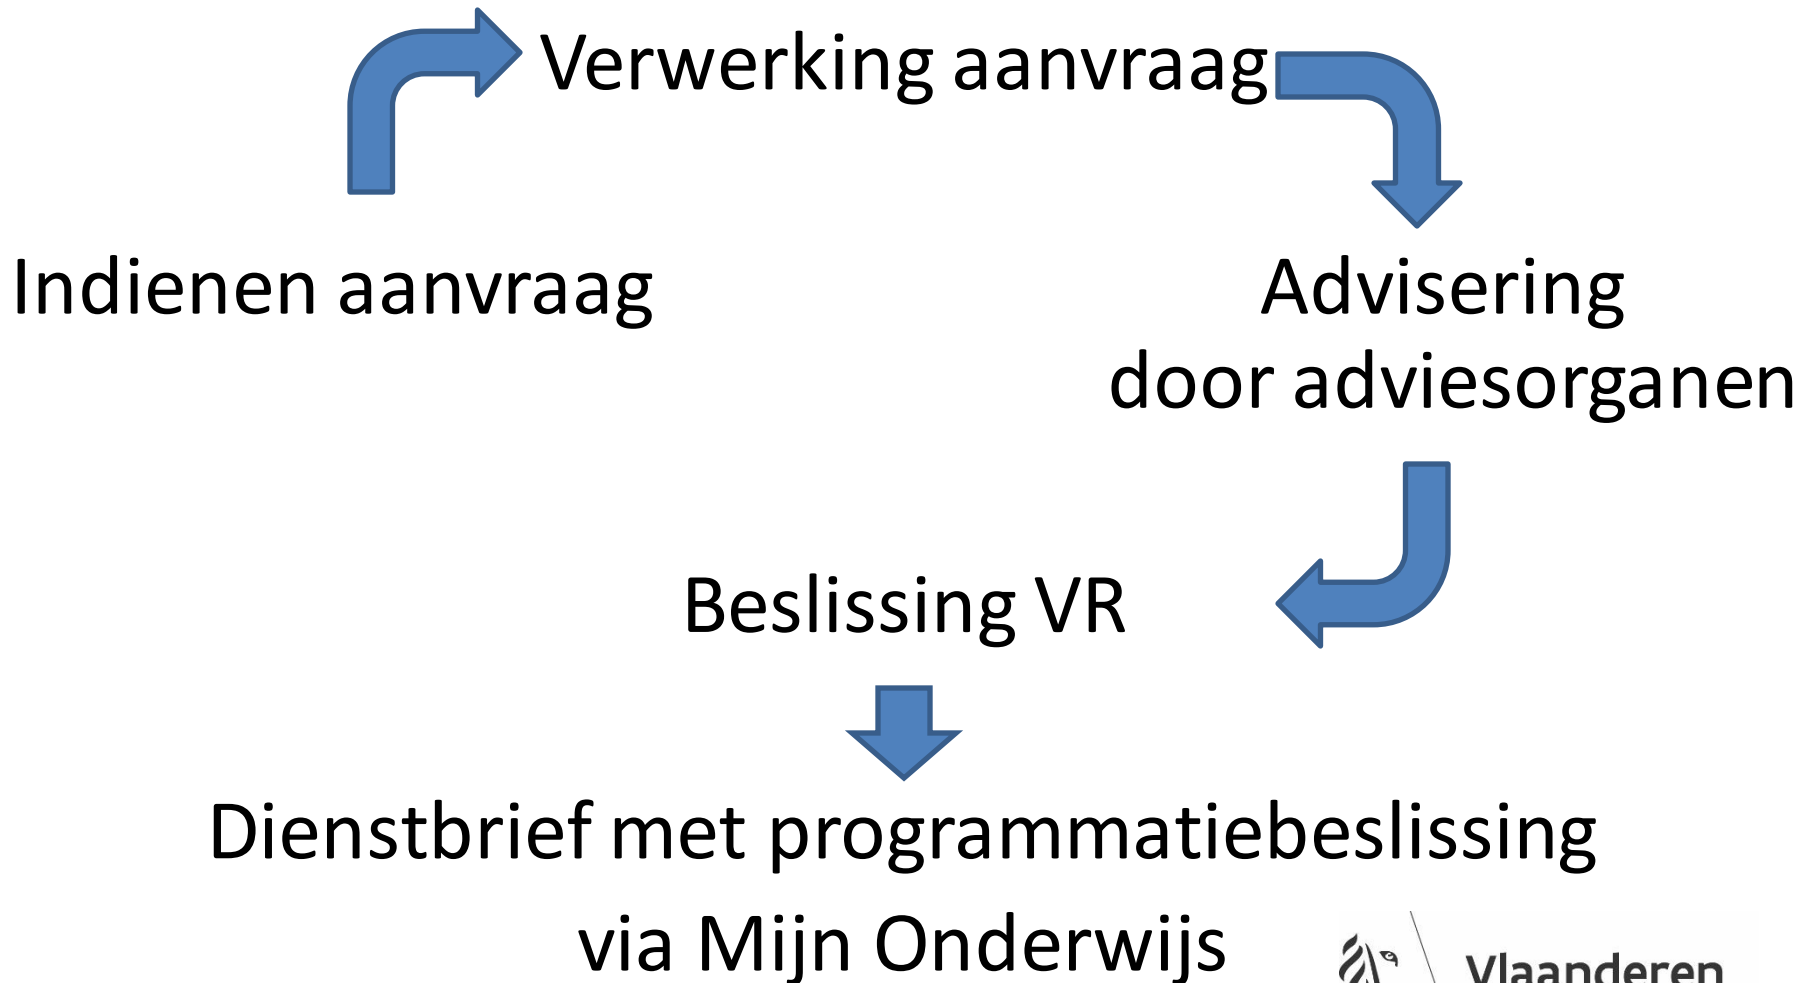 Verwerking aanvraag
Indienen aanvraag
Advisering
door adviesorganen
Beslissing VR
Dienstbrief met programmatiebeslissing
via Mijn Onderwijs
Vlaanderen